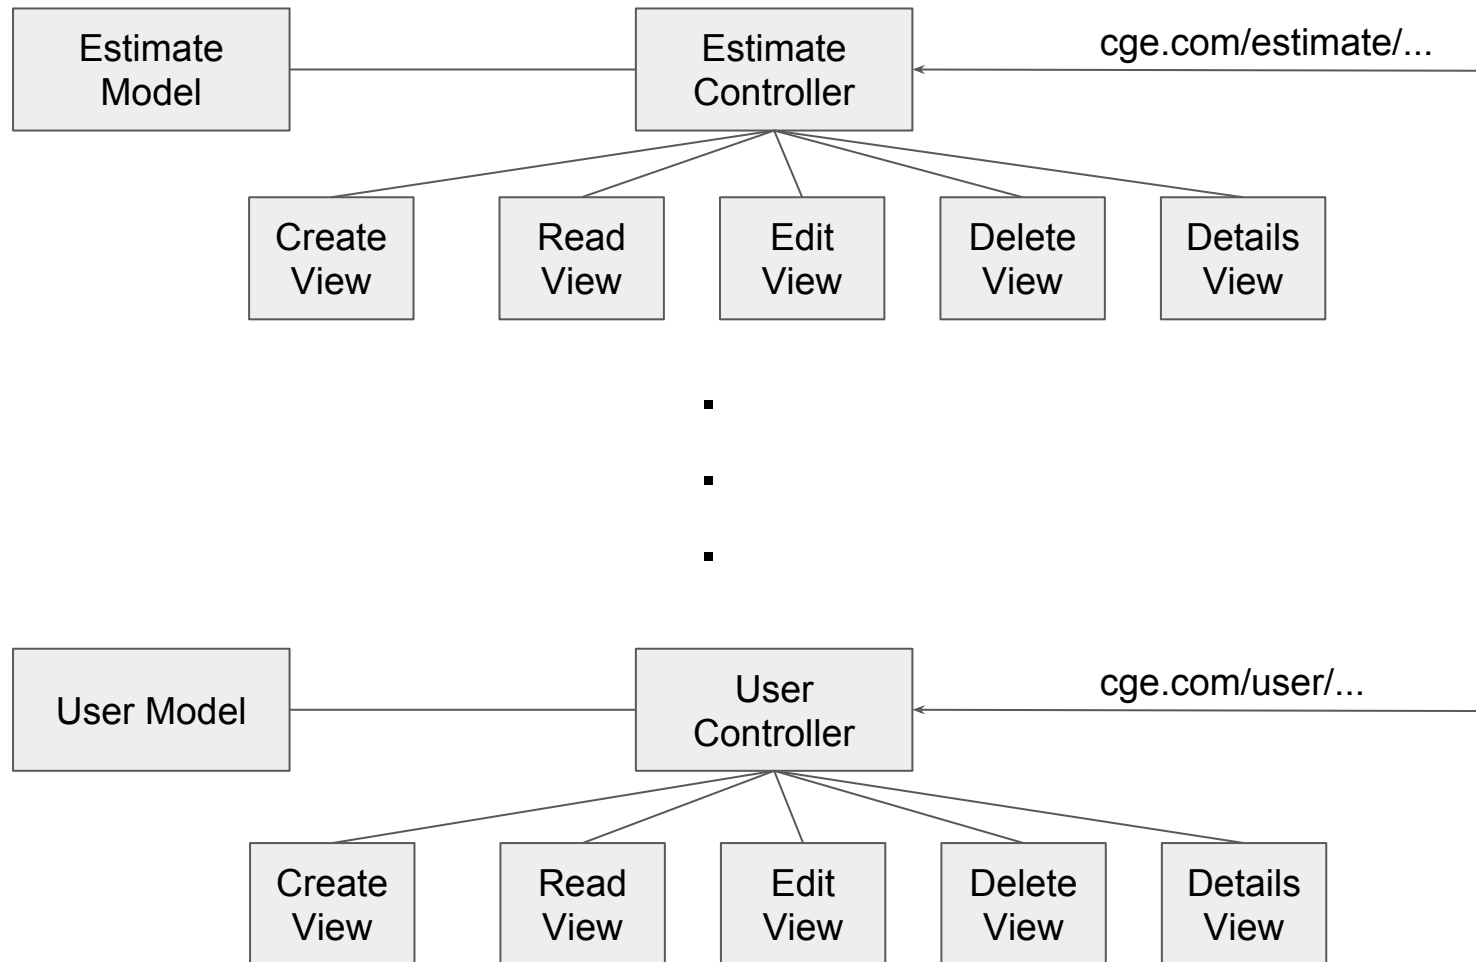 Estimate
Model
Estimate
Controller
cge.com/estimate/...
Create
View
Read
View
Edit
View
Delete
View
Details
View
User Model
User
Controller
cge.com/user/...
Create
View
Read
View
Edit
View
Delete
View
Details
View